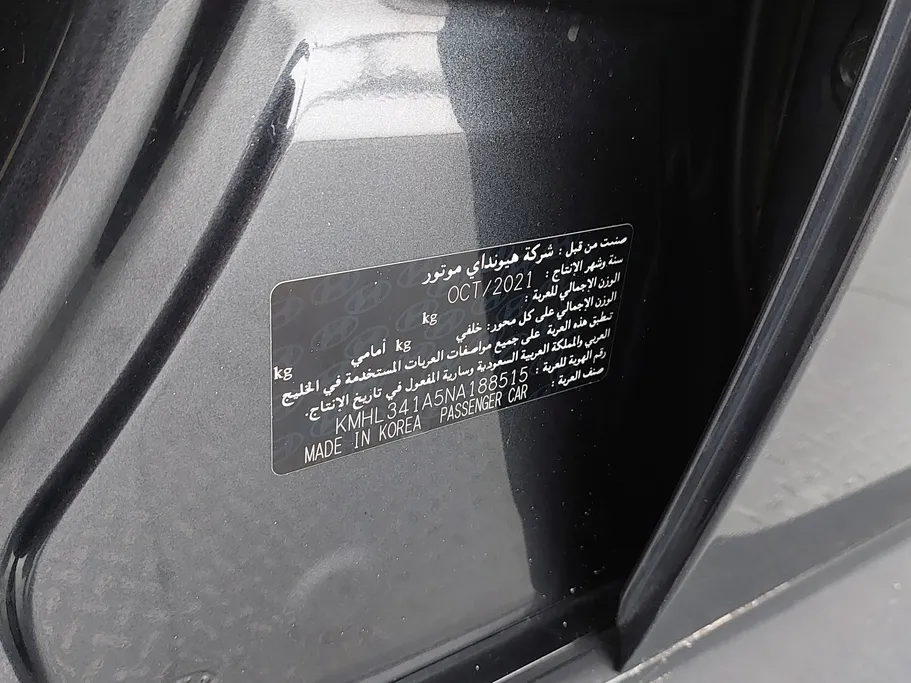 صنعت من قبل : شركة هيونداي موتور
سنة وشهر الإنتاج : OCT/2021
الوزن الإجمالي للعربة : kg
الوزن الإجمالي على كل محور : خلفي kg أمامي kg
تنطبق هذه العربة على جميع مواصفات العربات المستخدمة في الخليج
العربي والمملكة العربية السعودية وسارية المفعول في تاريخ الإنتاج.
رقم الهوية للعربة : KMHL341A5NA188515
صنف العربة : PASSENGER CAR
MADE IN KOREA